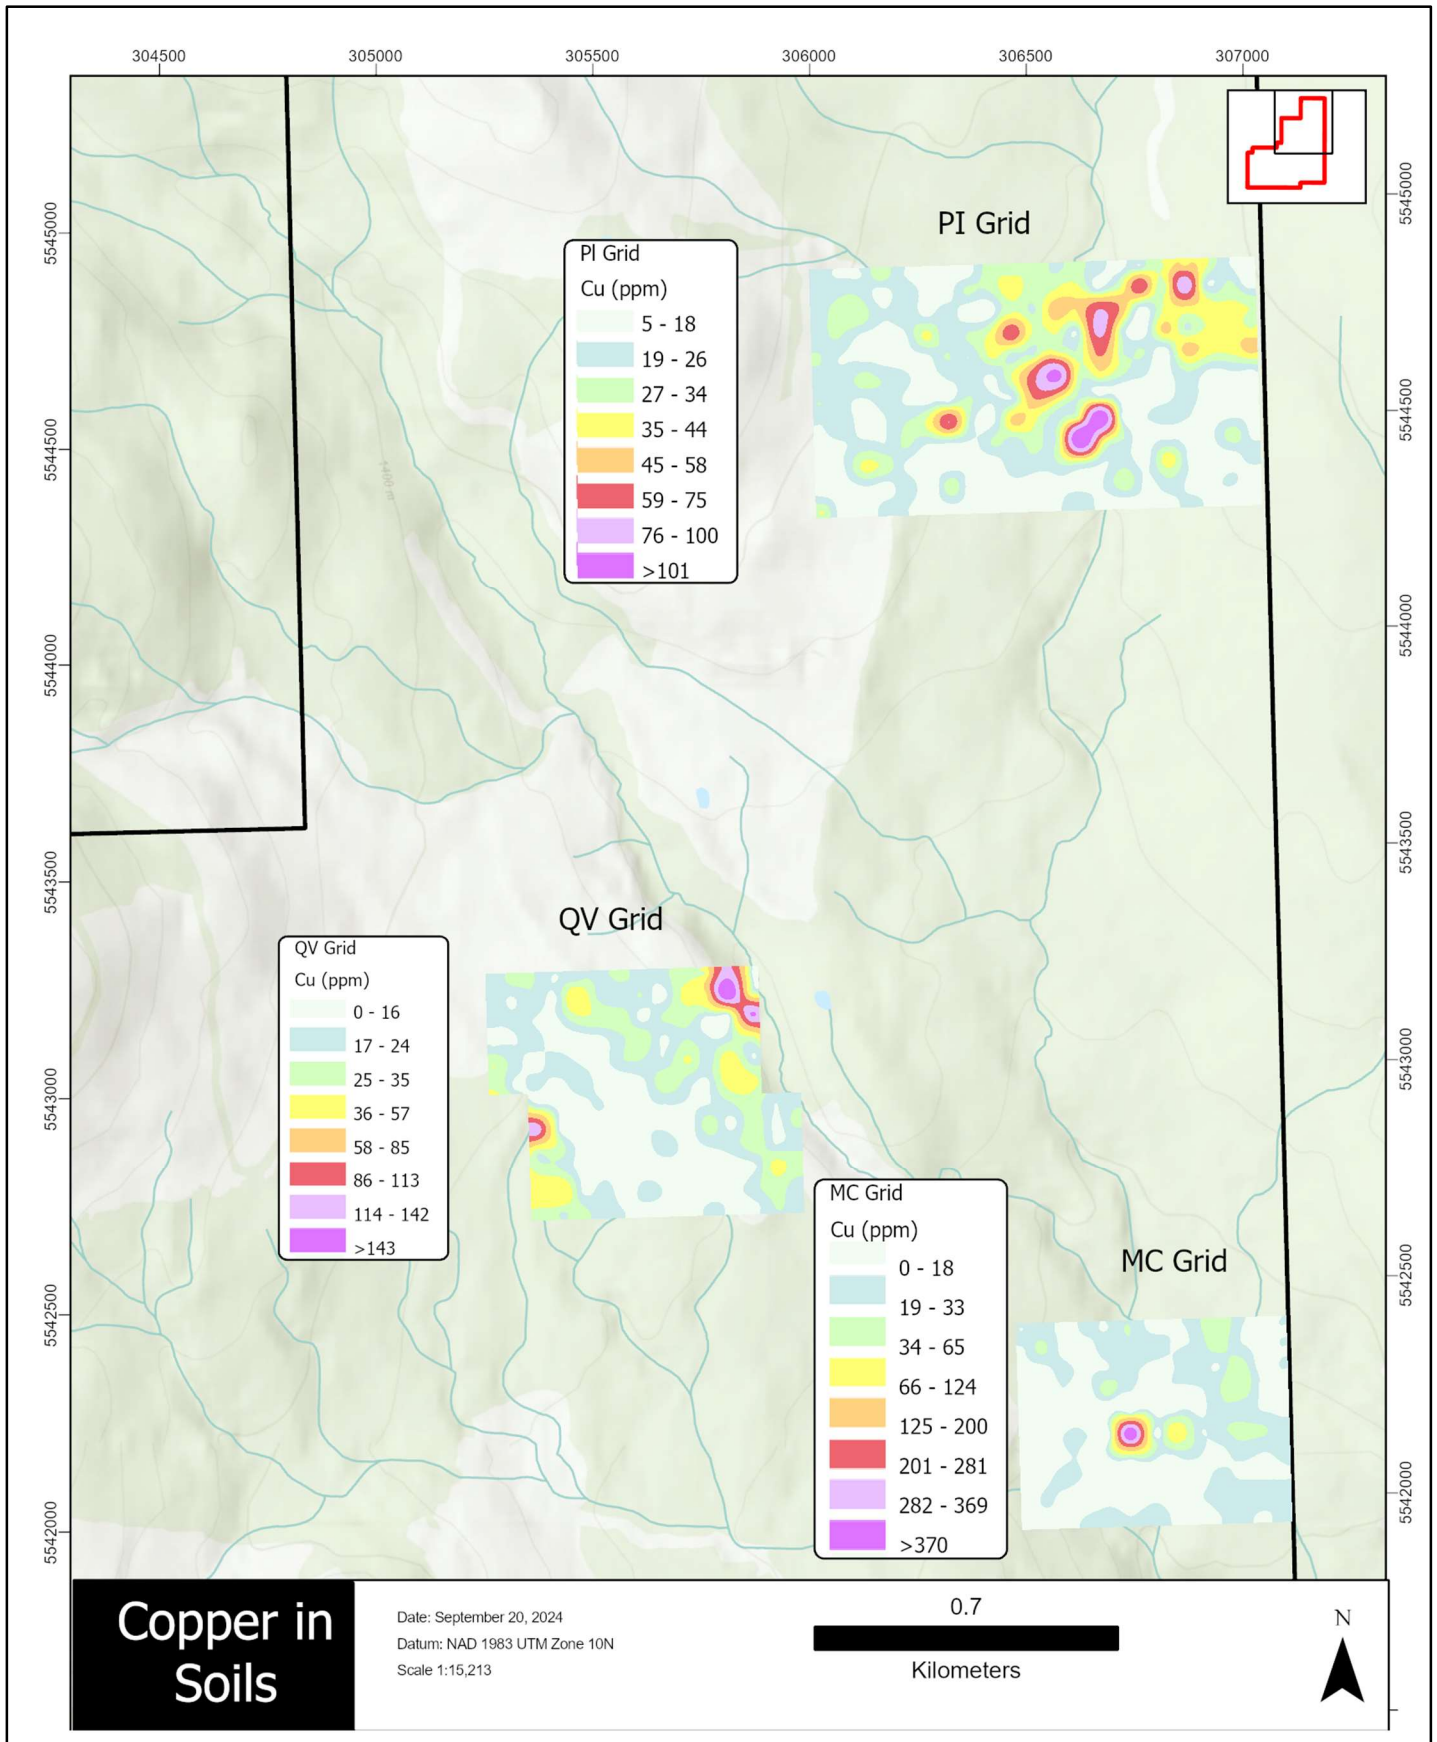 304500 305000 305500 306000 306500 307000
5545000
5544500
5544000
5543500
5543000
5542500
5542000
5545000
5544500
5544000
5543500
5543000
5542500
5542000
1400 m
PI Grid
PI Grid
Cu (ppm)
5 - 18
19 - 26
27 - 34
35 - 44
45 - 58
59 - 75
76 - 100
>101
QV Grid
QV Grid
Cu (ppm)
0 - 16
17 - 24
25 - 35
36 - 57
58 - 85
86 - 113
114 - 142
>143
MC Grid
Cu (ppm)
0 - 18
19 - 33
34 - 65
66 - 124
125 - 200
201 - 281
282 - 369
>370
MC Grid
Copper in
Soils
Date: September 20, 2024
Datum: NAD 1983 UTM Zone 10N
Scale 1:15,213
0.7
Kilometers
N